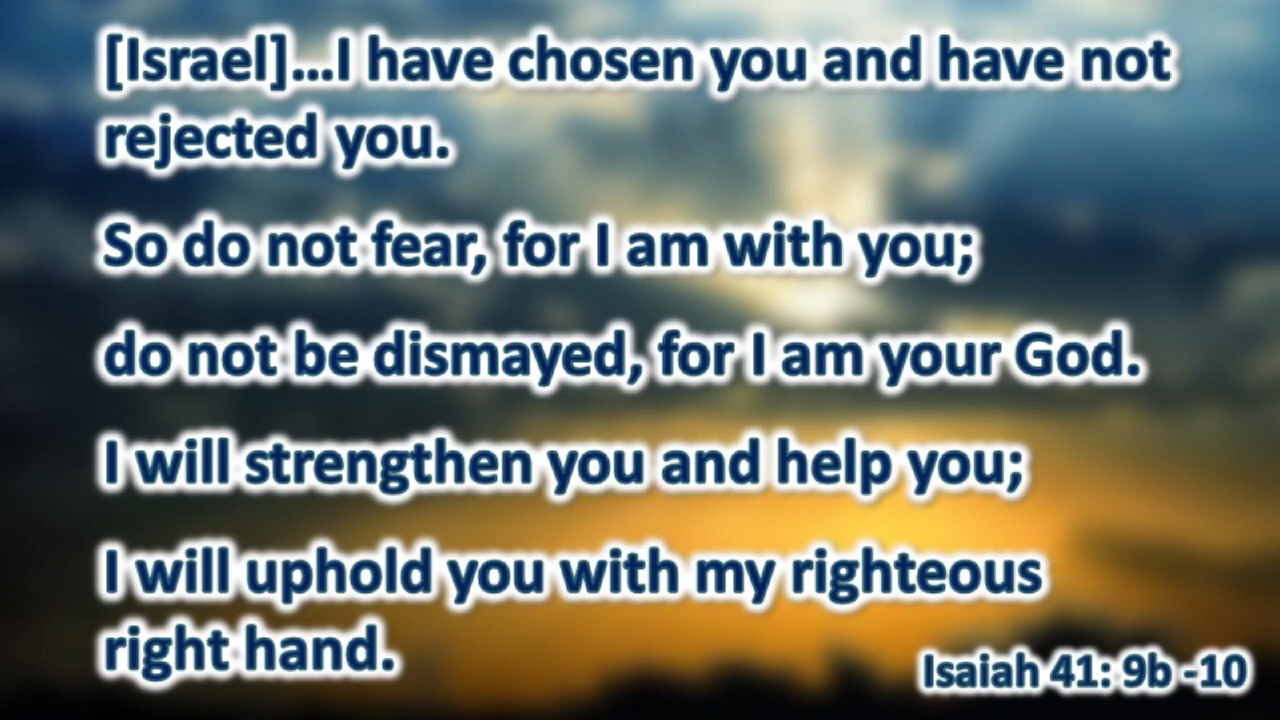 [Israel]...I have chosen you and have not
rejected you.
So do not fear, for I am with you;
do not be dismayed, for I am your God.
I will strengthen you and help you;
I will uphold you with my righteous
right hand.
Isaiah 41: 9b -10